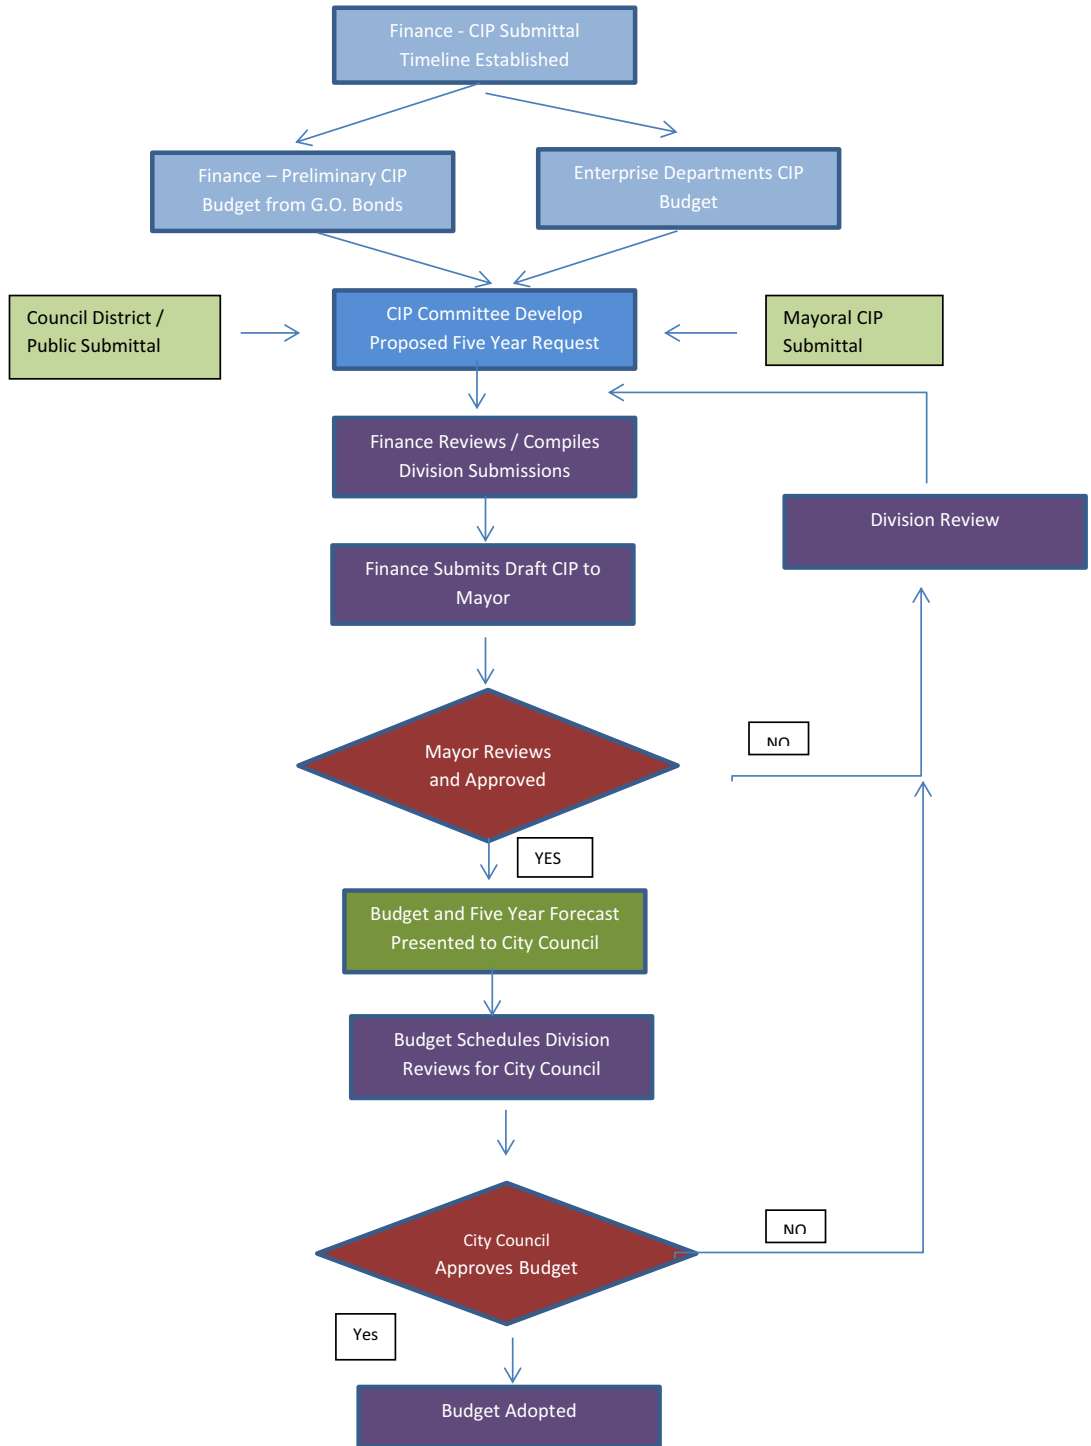 Finance - CIP Submittal
Timeline Established
Finance – Preliminary CIP
Budget from G.O. Bonds
Enterprise Departments CIP
Budget
Council District /
Public Submittal
CIP Committee Develop
Proposed Five Year Request
Mayoral CIP
Submittal
Finance Reviews / Compiles
Division Submissions
Division Review
Finance Submits Draft CIP to
Mayor
Mayor Reviews
and Approved
NO
YES
Budget and Five Year Forecast
Presented to City Council
Budget Schedules Division
Reviews for City Council
City Council
Approves Budget
NO
Yes
Budget Adopted